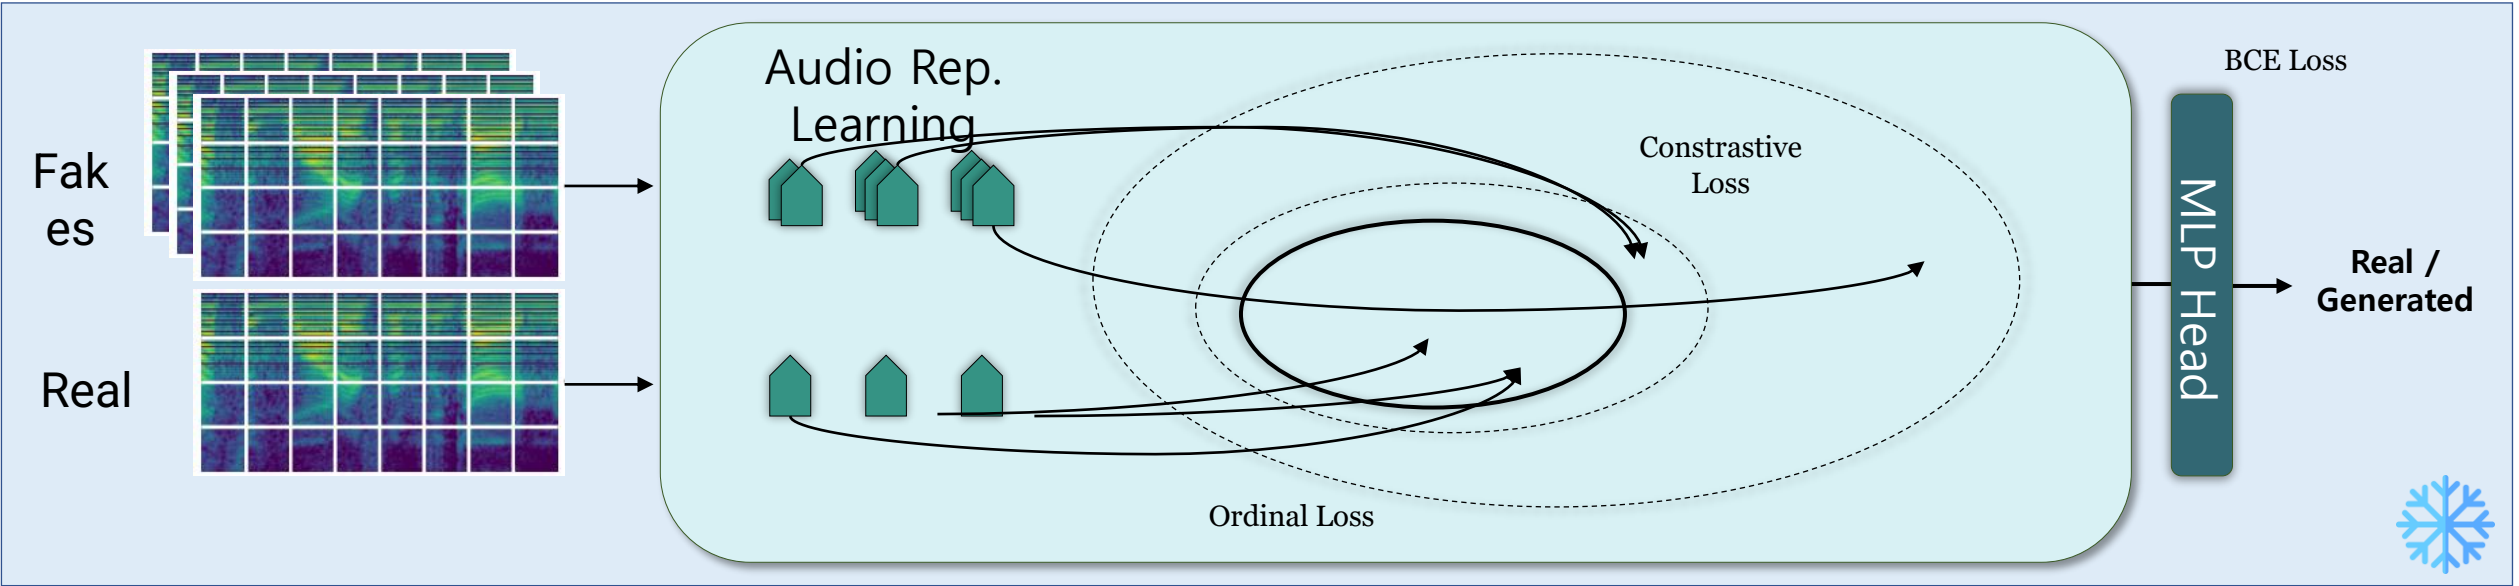 Fak
es
Real
Audio Rep.
Learning
Constrastive
Loss
Ordinal Loss
BCE Loss
MLP Head
Real /
Generated